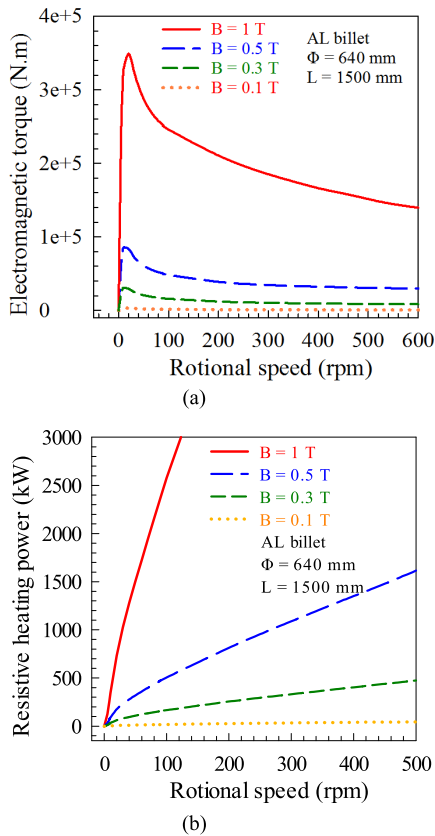 B = 1 T
B = 0.5 T
B = 0.3 T
B = 0.1 T
AL billet
Φ = 640 mm
L = 1500 mm
Electromagnetic torque (N.m)
4e+5
3e+5
2e+5
1e+5
0
0 100 200 300 400 500 600
Rotional speed (rpm)
(a)
B = 1 T
B = 0.5 T
B = 0.3 T
B = 0.1 T
AL billet
Φ = 640 mm
L = 1500 mm
Resistive heating power (kW)
3000
2500
2000
1500
1000
500
0
0 100 200 300 400 500
Rotional speed (rpm)
(b)